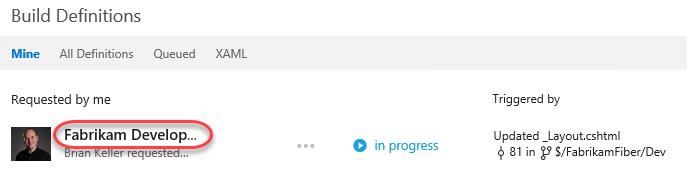 Build Definitions
Mine All Definitions Queued XAML
Requested by me Triggered by
Fabrikam Develop...
Brian Keller requested...
... in progress
Updated _Layout.cshtml
81 in $/FabrikamFiber/Dev